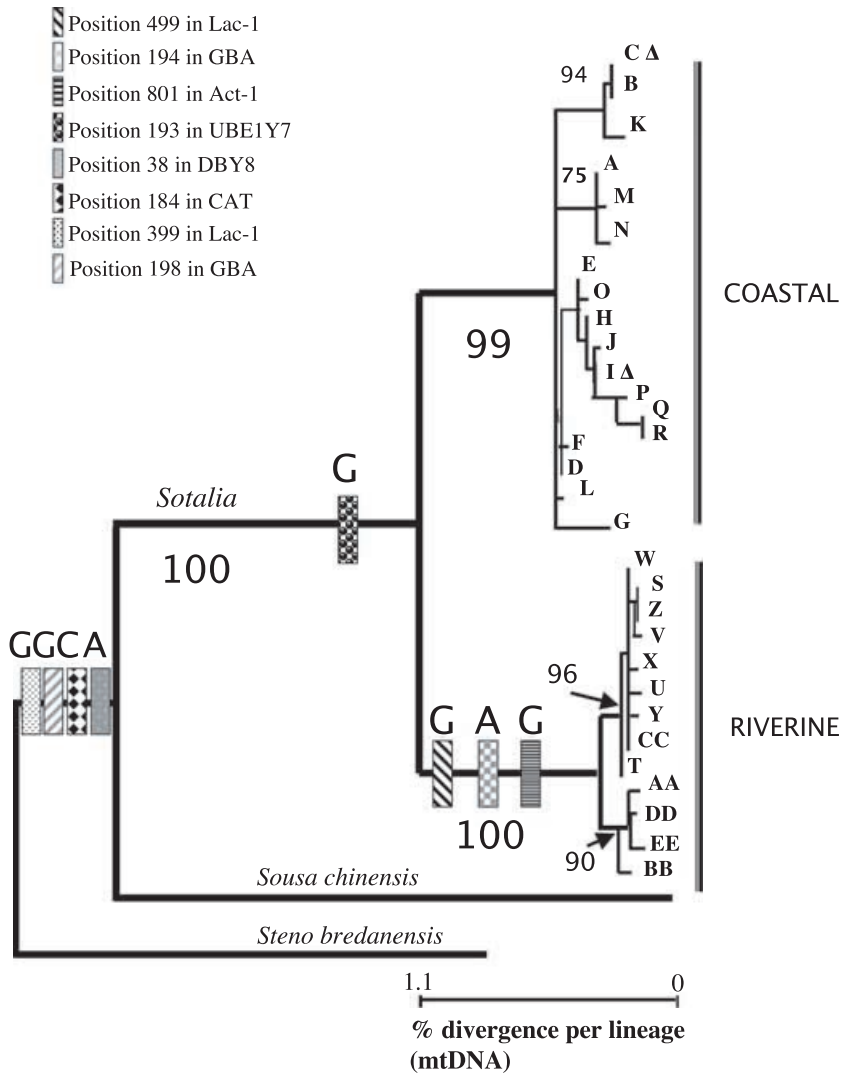 Position 499 in Lac-1
Position 194 in GBA
Position 801 in Act-1
Position 193 in UBE1Y7
Position 38 in DBY8
Position 184 in CAT
Position 399 in Lac-1
Position 198 in GBA
C Δ
94
B
K
A
75
M
N
E
O
H
J
I Δ
P
Q
R
F
D
L
G
COASTAL
99
G
Sotalia
100
GGCA
W
S
Z
V
X
U
Y
CC
T
AA
DD
EE
BB
96
RIVERINE
G A G
100
90
Sousa chinensis
Steno bredanensis
1.1 0
% divergence per lineage
(mtDNA)